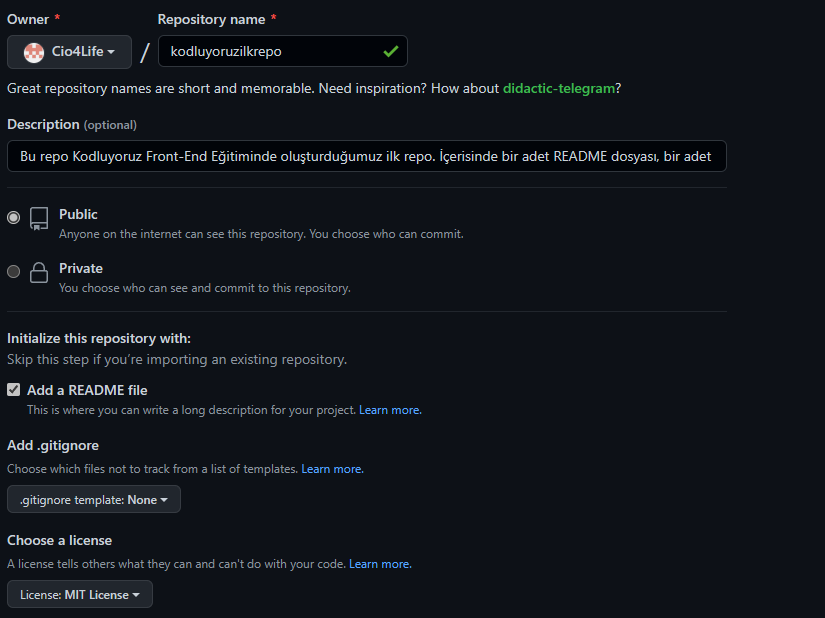 Owner * Repository name *
Cio4Life / kodluyoruzilkrepo
Great repository names are short and memorable. Need inspiration? How about didactic-telegram?
Description (optional)
Bu repo Kodluyoruz Front-End Eğitiminde oluşturduğumuz ilk repo. İçerisinde bir adet README dosyası, bir adet
Public
Anyone on the internet can see this repository. You choose who can commit.
Private
You choose who can see and commit to this repository.
Initialize this repository with:
Skip this step if you’re importing an existing repository.
Add a README file
This is where you can write a long description for your project. Learn more.
Add .gitignore
Choose which files not to track from a list of templates. Learn more.
.gitignore template: None
Choose a license
A license tells others what they can and can't do with your code. Learn more.
License: MIT License